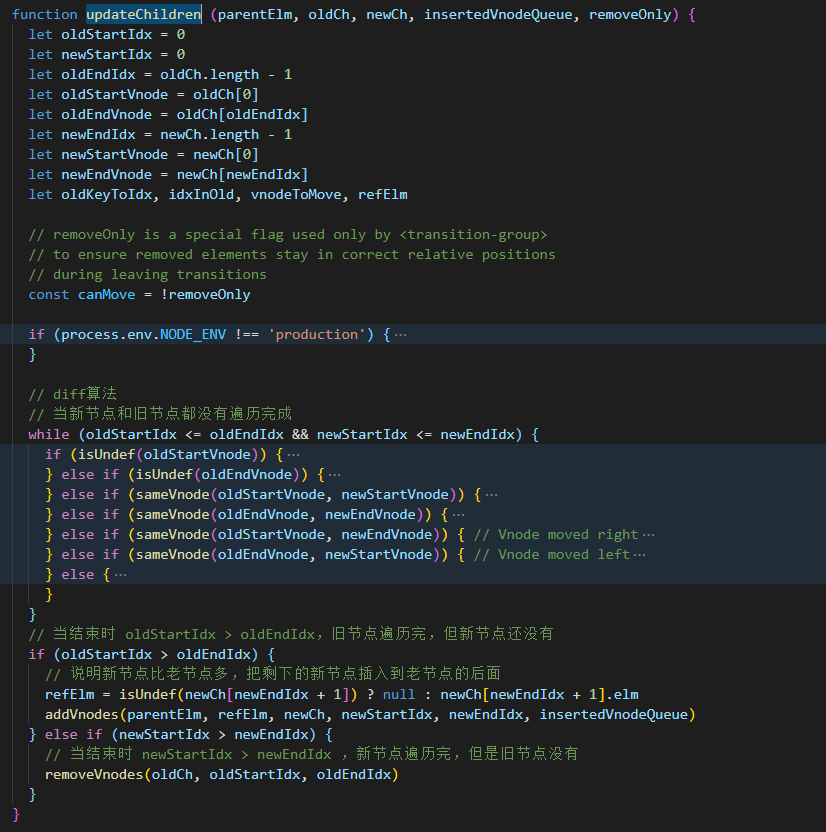 function updateChildren (parentElm, oldCh, newCh, insertedVnodeQueue, removeOnly) {
  let oldStartIdx = 0
  let newStartIdx = 0
  let oldEndIdx = oldCh.length - 1
  let oldStartVnode = oldCh[0]
  let oldEndVnode = oldCh[oldEndIdx]
  let newEndIdx = newCh.length - 1
  let newStartVnode = newCh[0]
  let newEndVnode = newCh[newEndIdx]
  let oldKeyToIdx, idxInOld, vnodeToMove, refElm

  // removeOnly is a special flag used only by <transition-group>
  // to ensure removed elements stay in correct relative positions
  // during leaving transitions
  const canMove = !removeOnly

  if (process.env.NODE_ENV !== 'production') {···
  }

  // diff算法
  // 当新节点和旧节点都没有遍历完成
  while (oldStartIdx <= oldEndIdx && newStartIdx <= newEndIdx) {
    if (isUndef(oldStartVnode)) {···
    } else if (isUndef(oldEndVnode)) {···
    } else if (sameVnode(oldStartVnode, newStartVnode)) {···
    } else if (sameVnode(oldEndVnode, newEndVnode)) {···
    } else if (sameVnode(oldStartVnode, newEndVnode)) { // Vnode moved right···
    } else if (sameVnode(oldEndVnode, newStartVnode)) { // Vnode moved left···
    } else {···
    }
  }
  // 当结束时 oldStartIdx > oldEndIdx，旧节点遍历完，但新节点还没有
  if (oldStartIdx > oldEndIdx) {
    // 说明新节点比老节点多，把剩下的新节点插入到老节点的后面
    refElm = isUndef(newCh[newEndIdx + 1]) ? null : newCh[newEndIdx + 1].elm
    addVnodes(parentElm, refElm, newCh, newStartIdx, newEndIdx, insertedVnodeQueue)
  } else if (newStartIdx > newEndIdx) {
    // 当结束时 newStartIdx > newEndIdx ，新节点遍历完，但是旧节点没有
    removeVnodes(oldCh, oldStartIdx, oldEndIdx)
  }
}